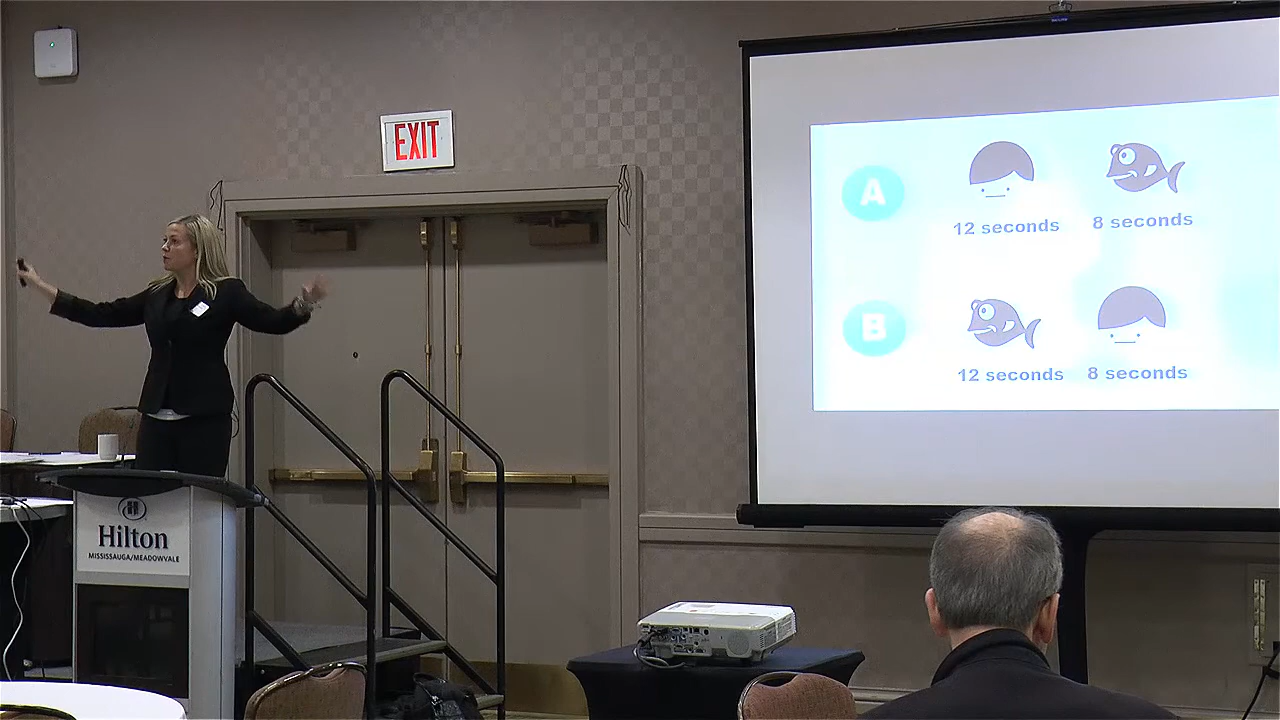 EXIT
A
12 seconds 8 seconds
B
12 seconds 8 seconds
H
Hilton
MISSISSAUGA/MEADOWVALE